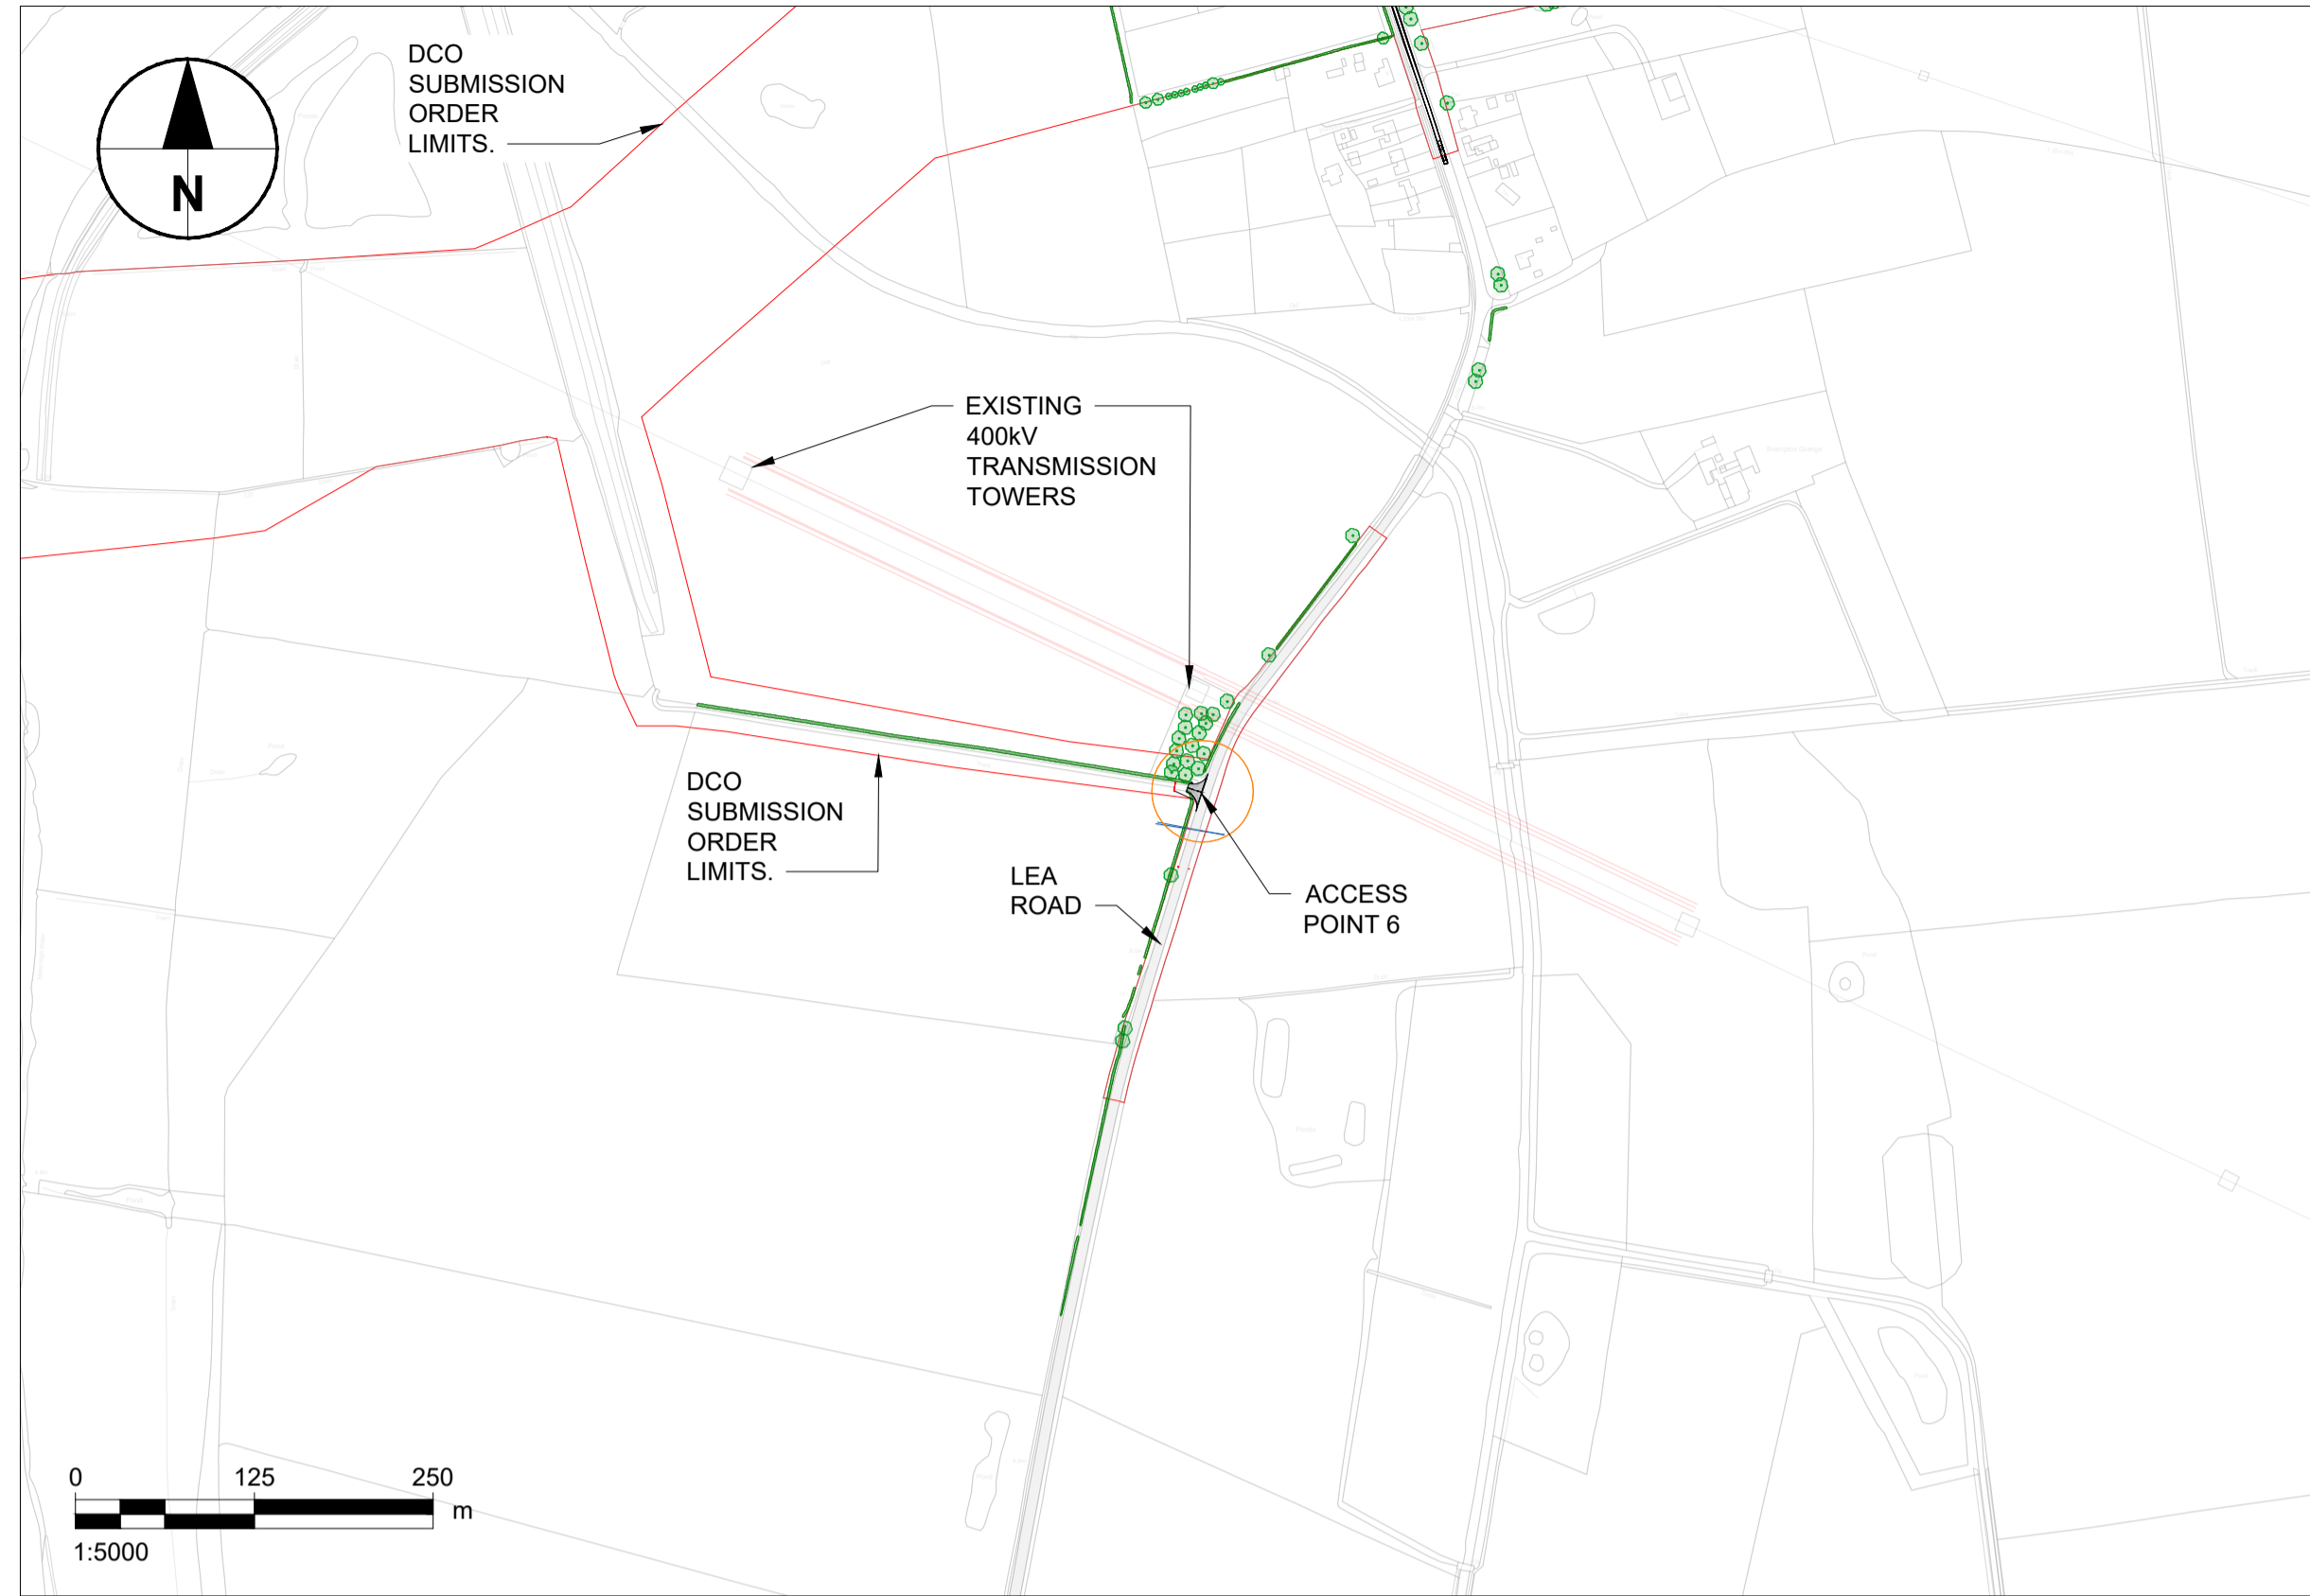 DCO
SUBMISSION
ORDER
LIMITS.
N
EXISTING
400kV
TRANSMISSION
TOWERS
DCO
SUBMISSION
ORDER
LIMITS.
LEA
ROAD
ACCESS
POINT 6
0 125 250
m
1:5000